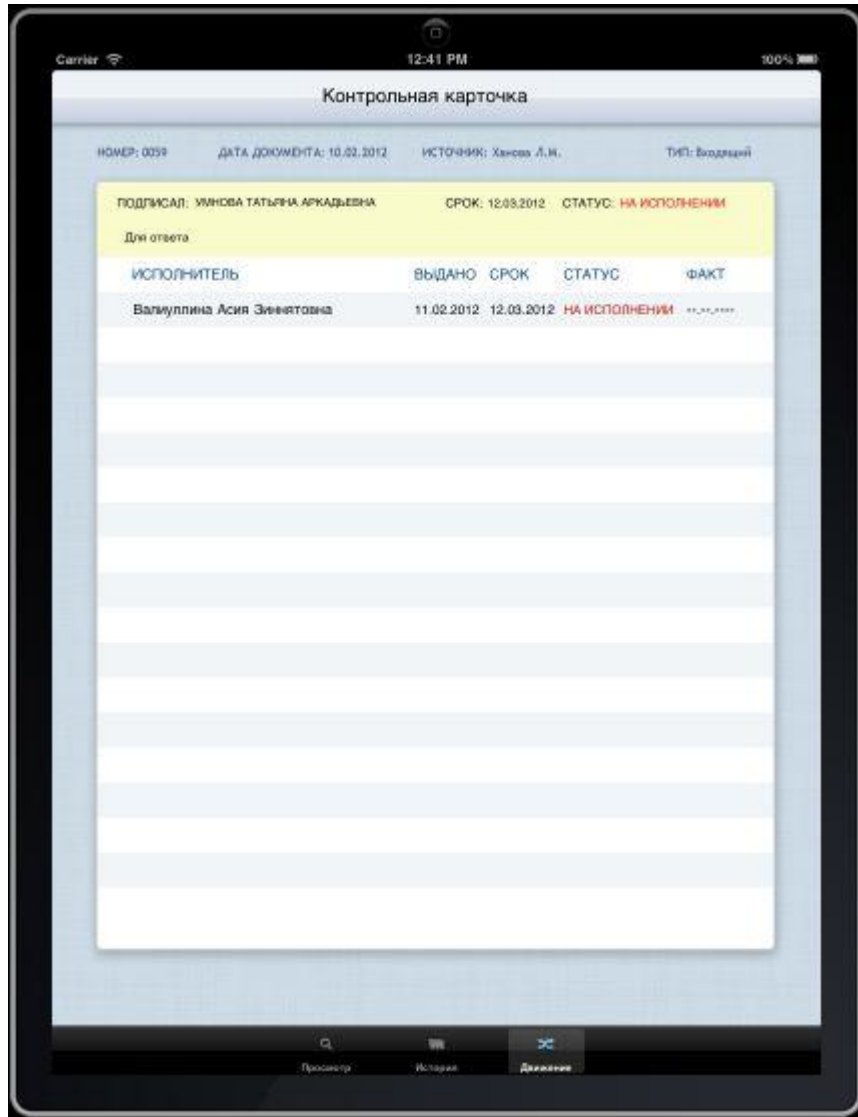 Carrier 12:41 PM 100%
Контрольная карточка
НОМЕР: 0059 ДАТА ДОКУМЕНТА: 10.02.2012 ИСТОЧНИК: Ханова Л.М. ТИП: Входящий
ПОДПИСАЛ: УМНОВА ТАТЬЯНА АРКАДЬЕВНА СРОК: 12.03.2012 СТАТУС: НА ИСПОЛНЕНИИ
Для ответа
ИСПОЛНИТЕЛЬ ВЫДАНО СРОК СТАТУС ФАКТ
Валиуллина Асия Зиннятовна 11.02.2012 12.03.2012 НА ИСПОЛНЕНИИ **.**.****
Просмотр История Движение